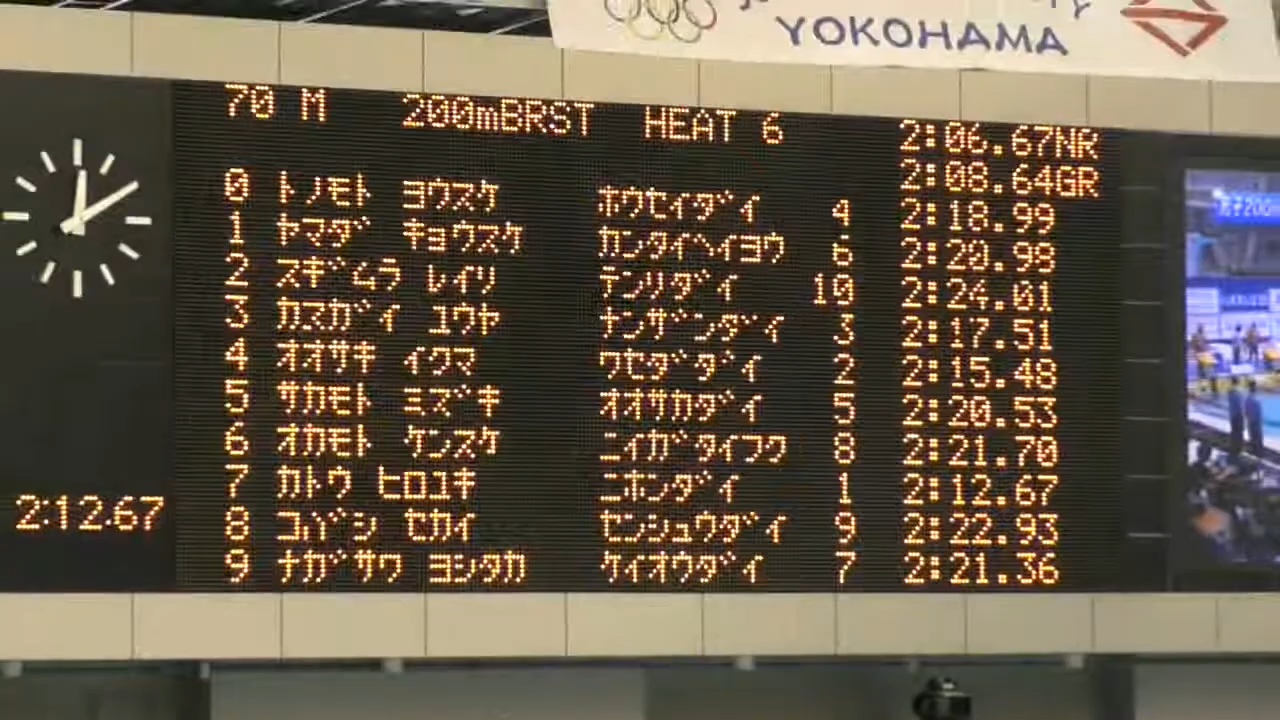 YOKOHAMA
70 M 200mBRST HEAT 6 2:06.67NR
2:08.64GR
0 トノモト ヨウスケ ホウセイダイ 4 2:18.99
1 ヤマダ キョウスケ カンダイヘイヨウ 6 2:20.98
2 スギムラ レイリ テンリダイ 10 2:24.01
3 カスガイ ユウヤ ナンザンダイ 3 2:17.51
4 オオサキ イクマ ワセダダイ 2 2:15.48
5 サカモト ミズキ オオサカダイ 5 2:20.53
6 オカモト ケンスケ ニイガタイフク 8 2:21.70
7 カトウ ヒロユキ ニホンダイ 1 2:12.67
8 コバシ セカイ センシュウダイ 9 2:22.93
9 ナガサワ ヨシタカ ケイオウダイ 7 2:21.36
2:12.67